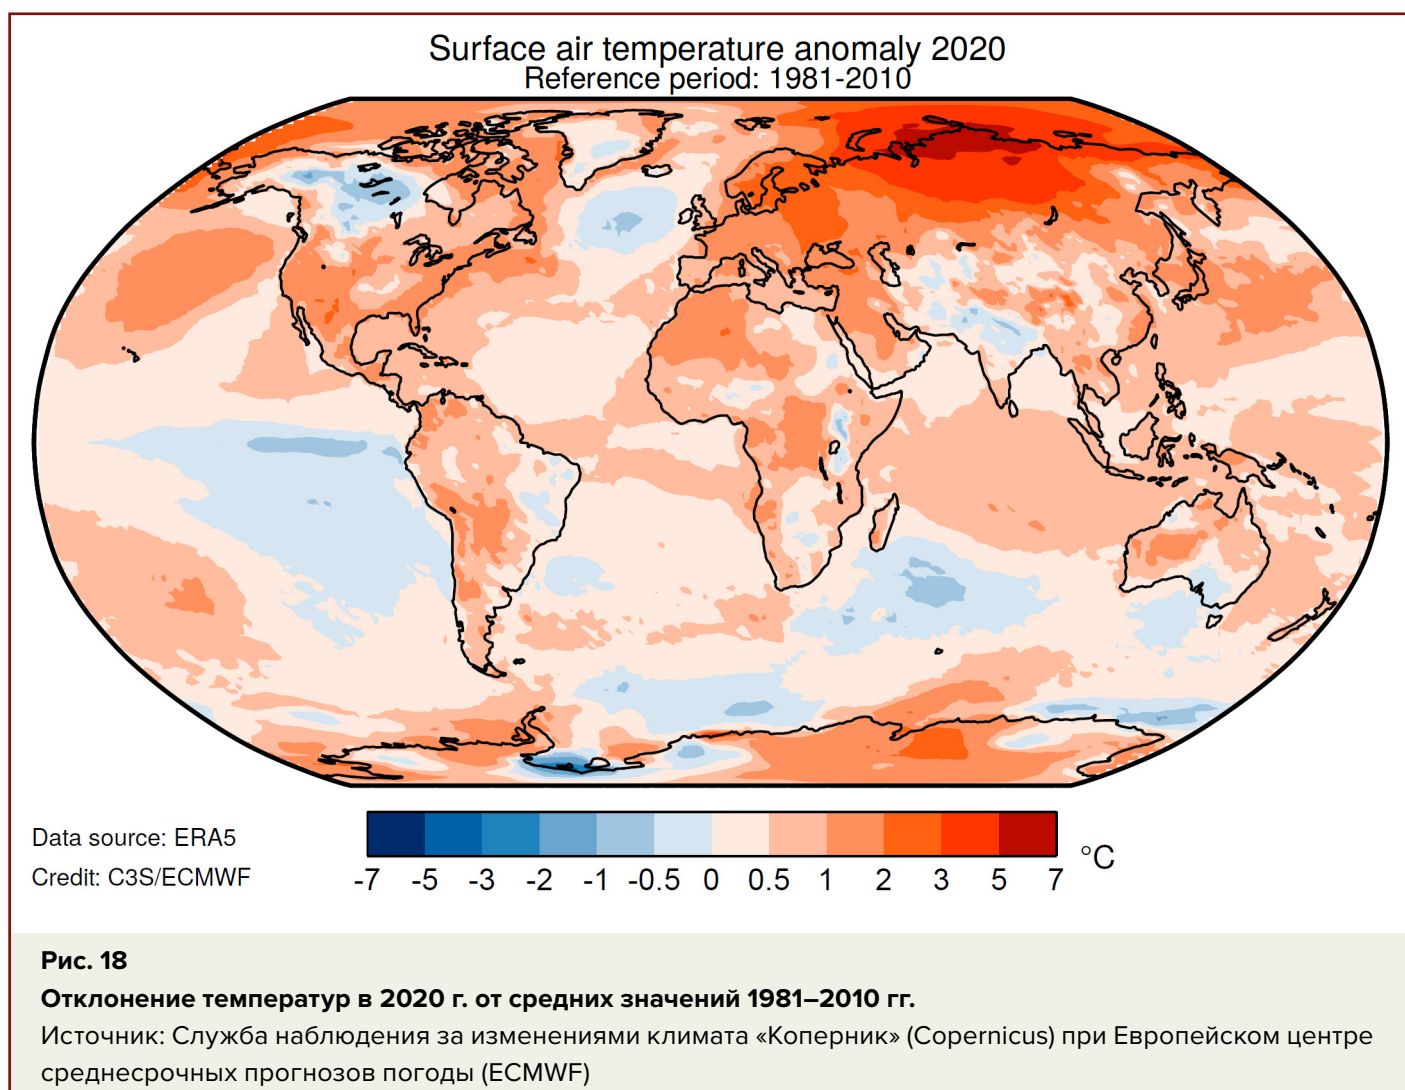 Surface air temperature anomaly 2020
Reference period: 1981-2010
Data source: ERA5
Credit: C3S/ECMWF
-7 -5 -3 -2 -1 -0.5 0 0.5 1 2 3 5 7
°C
Рис. 18
Отклонение температур в 2020 г. от средних значений 1981–2010 гг.
Источник: Служба наблюдения за изменениями климата «Коперник» (Copernicus) при Европейском центре
среднесрочных прогнозов погоды (ECMWF)